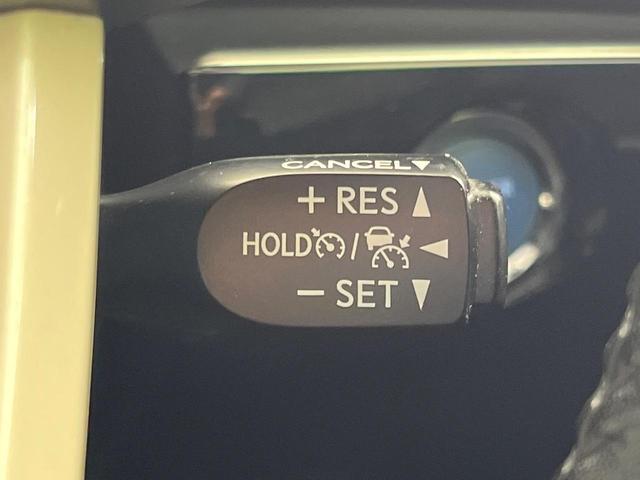 CANCEL▼
+ RES ▲
HOLD / ◀
− SET ▼